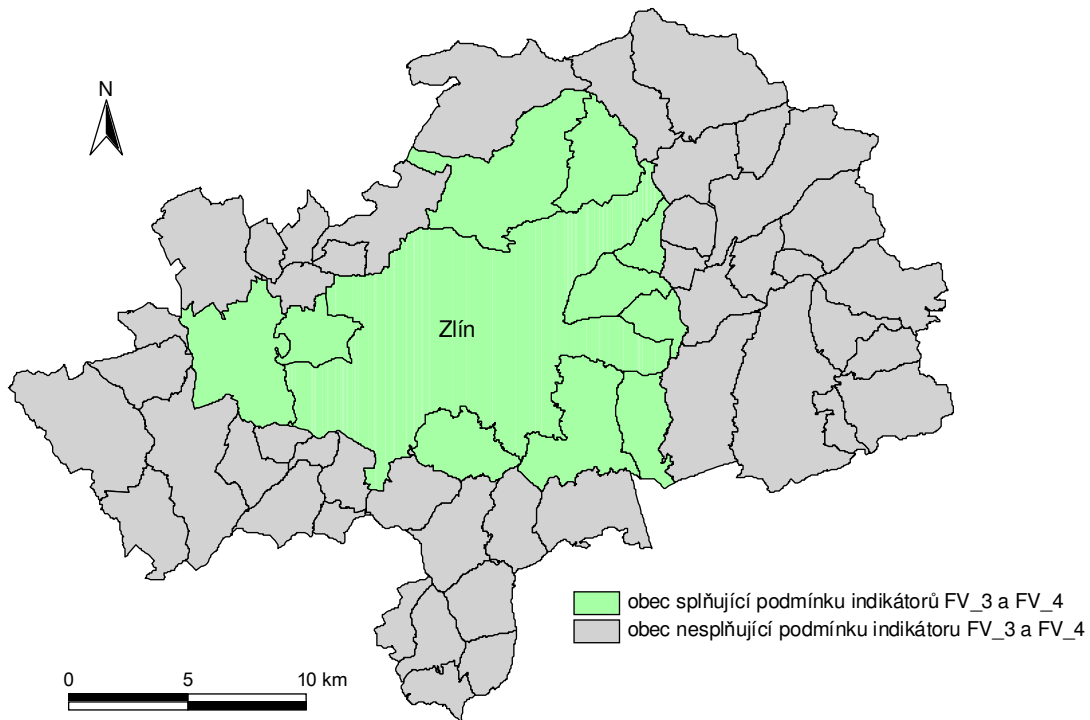 N
Zlín
obec splňující podmínku indikátorů FV_3 a FV_4
obec nesplňující podmínku indikátoru FV_3 a FV_4
0 5 10 km